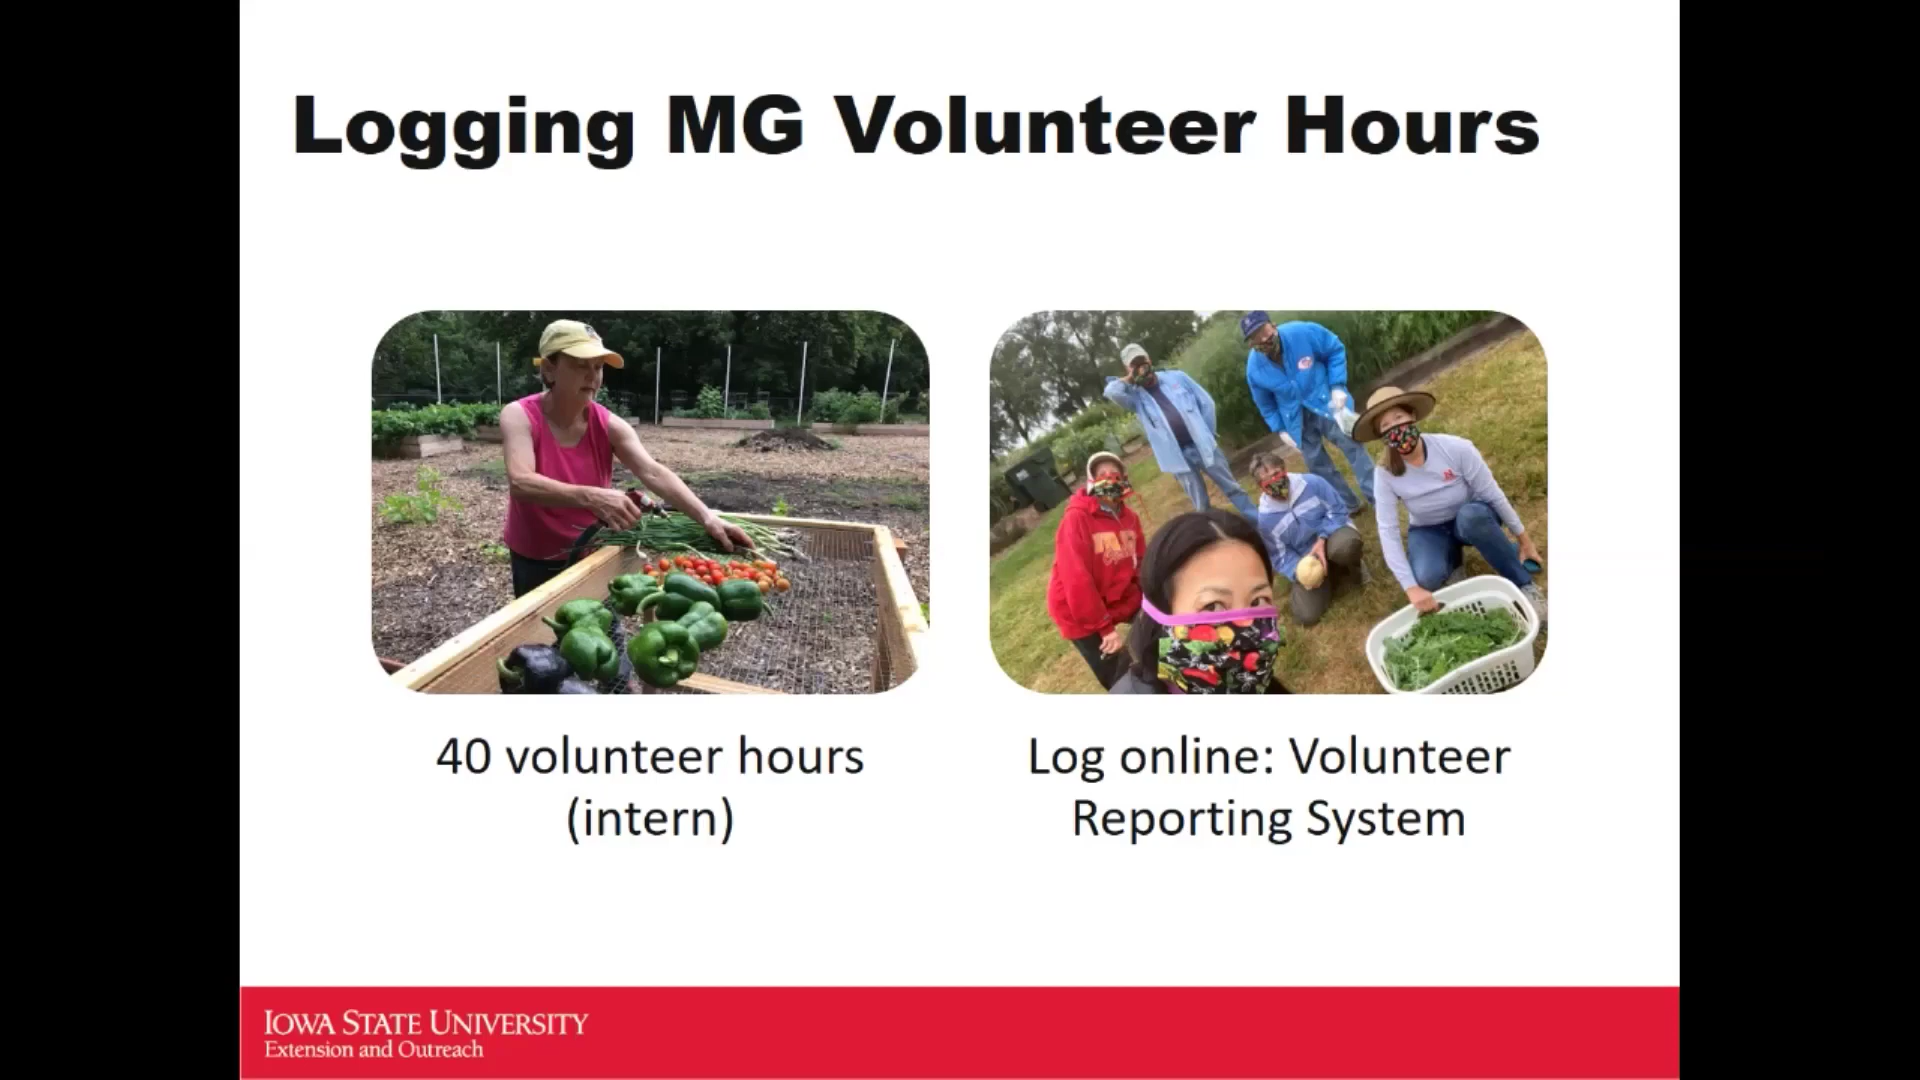 Logging MG Volunteer Hours
40 volunteer hours
(intern)
Log online: Volunteer
Reporting System
IOWA STATE UNIVERSITY
Extension and Outreach